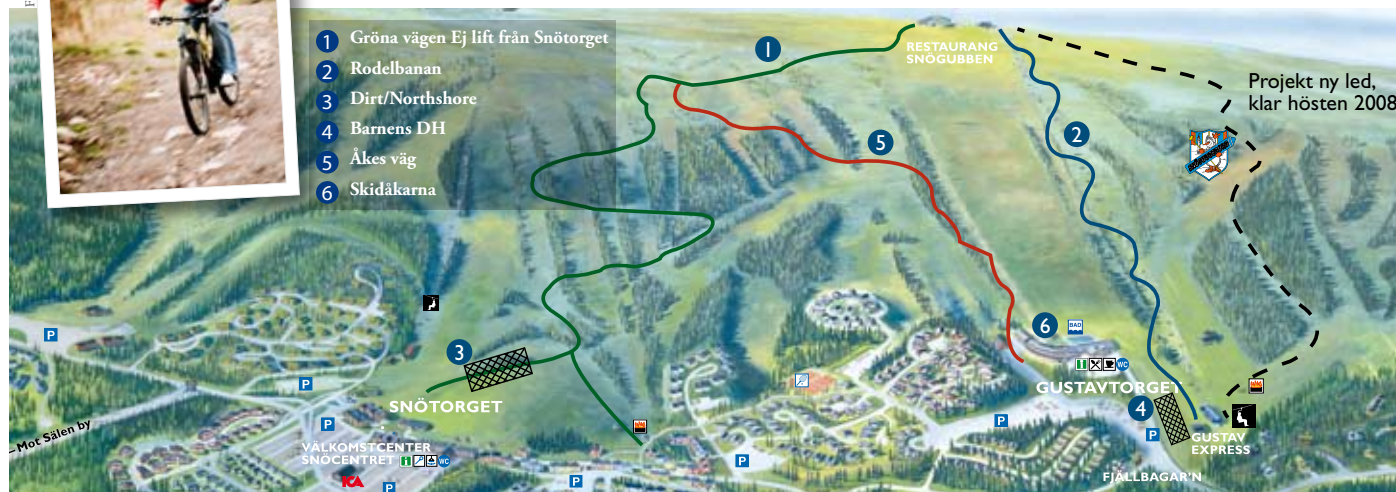 1 Gröna vägen Ej lift från Snötorget
2 Rodelbanan
3 Dirt/Northshore
4 Barnens DH
5 Åkes väg
6 Skidåkarna
1
RESTAURANG
SNÖGUBBEN
Projekt ny led,
klar hösten 2008
2
5
P
6
BAD
3
P
WC
GUSTAVTORGET
SNÖTORGET
4
P
P
P
GUSTAV
EXPRESS
Mot Sälen by
VÄLKOMSTCENTER
SNÖCENTRET
WC
P
FJÄLLBAGAR'N
ICA
P
P